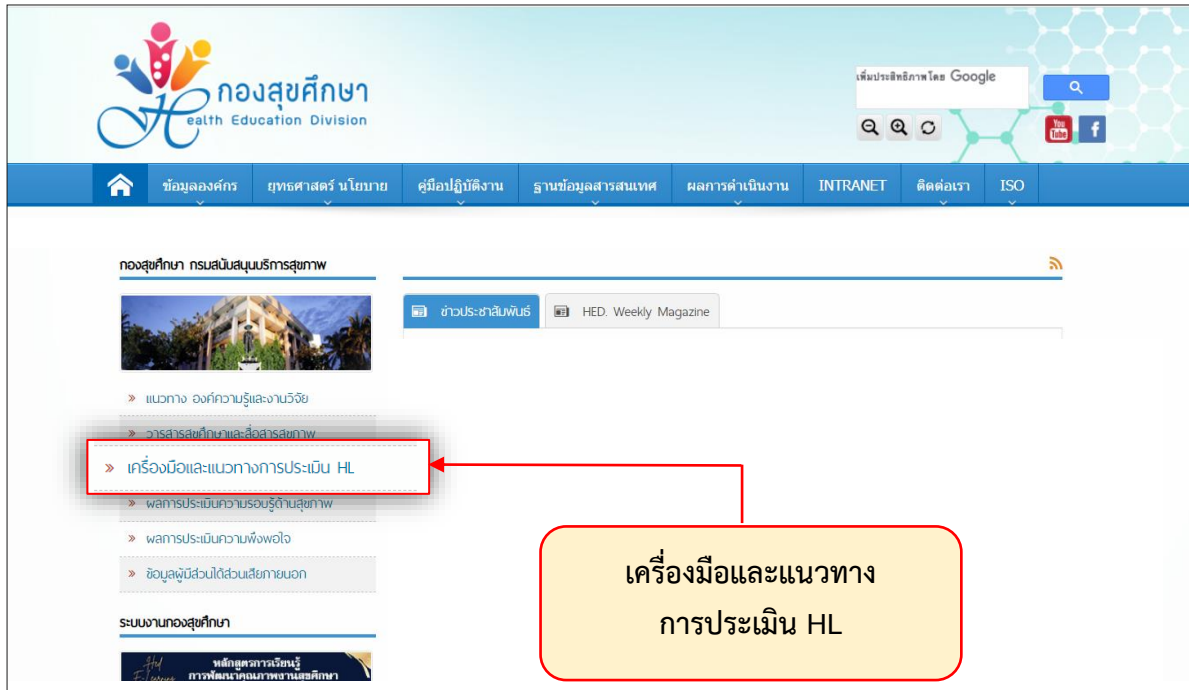 กองสุขศึกษา
Health Education Division
เพิ่มประสิทธิภาพโดย Google
You Tube
f
ข้อมูลองค์กร ยุทธศาสตร์ นโยบาย คู่มือปฏิบัติงาน ฐานข้อมูลสารสนเทศ ผลการดำเนินงาน INTRANET ติดต่อเรา ISO
กองสุขศึกษา กรมสนับสนุนบริการสุขภาพ
ข่าวประชาสัมพันธ์ HED. Weekly Magazine
» แนวทาง องค์ความรู้และงานวิจัย
» วารสารสุขศึกษาและสื่อสารสุขภาพ
» เครื่องมือและแนวทางการประเมิน HL
» ผลการประเมินความรอบรู้ด้านสุขภาพ
» ผลการประเมินความพึงพอใจ
» ข้อมูลผู้มีส่วนได้ส่วนเสียภายนอก
เครื่องมือและแนวทาง
การประเมิน HL
ระบบงานกองสุขศึกษา
หลักสูตรการเรียนรู้
การพัฒนาคุณภาพงานสุขศึกษา